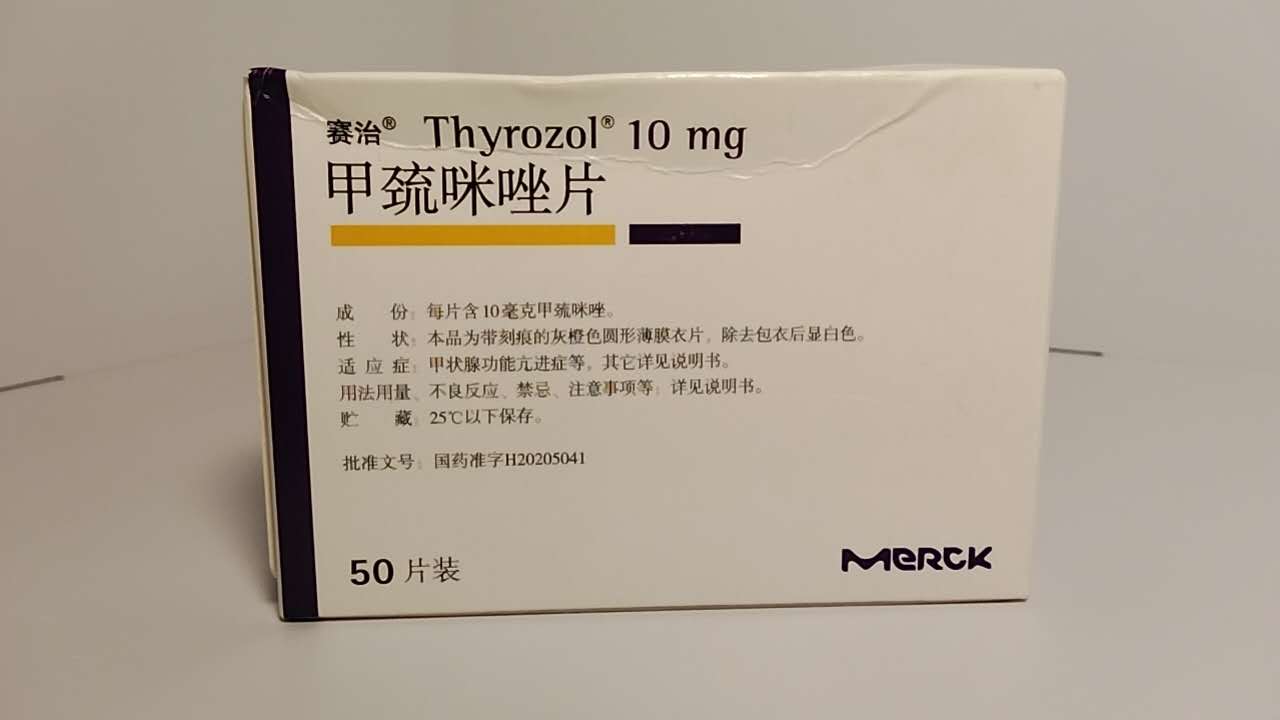 赛治® Thyrozol® 10 mg
甲巯咪唑片
成 份：每片含10毫克甲巯咪唑。
性 状：本品为带刻痕的灰橙色圆形薄膜衣片，除去包衣后显白色。
适 应 症：甲状腺功能亢进症等，其它详见说明书。
用法用量、不良反应、禁忌、注意事项等：详见说明书。
贮 藏：25℃以下保存。
批准文号：国药准字H20205041
50 片装
MERCK